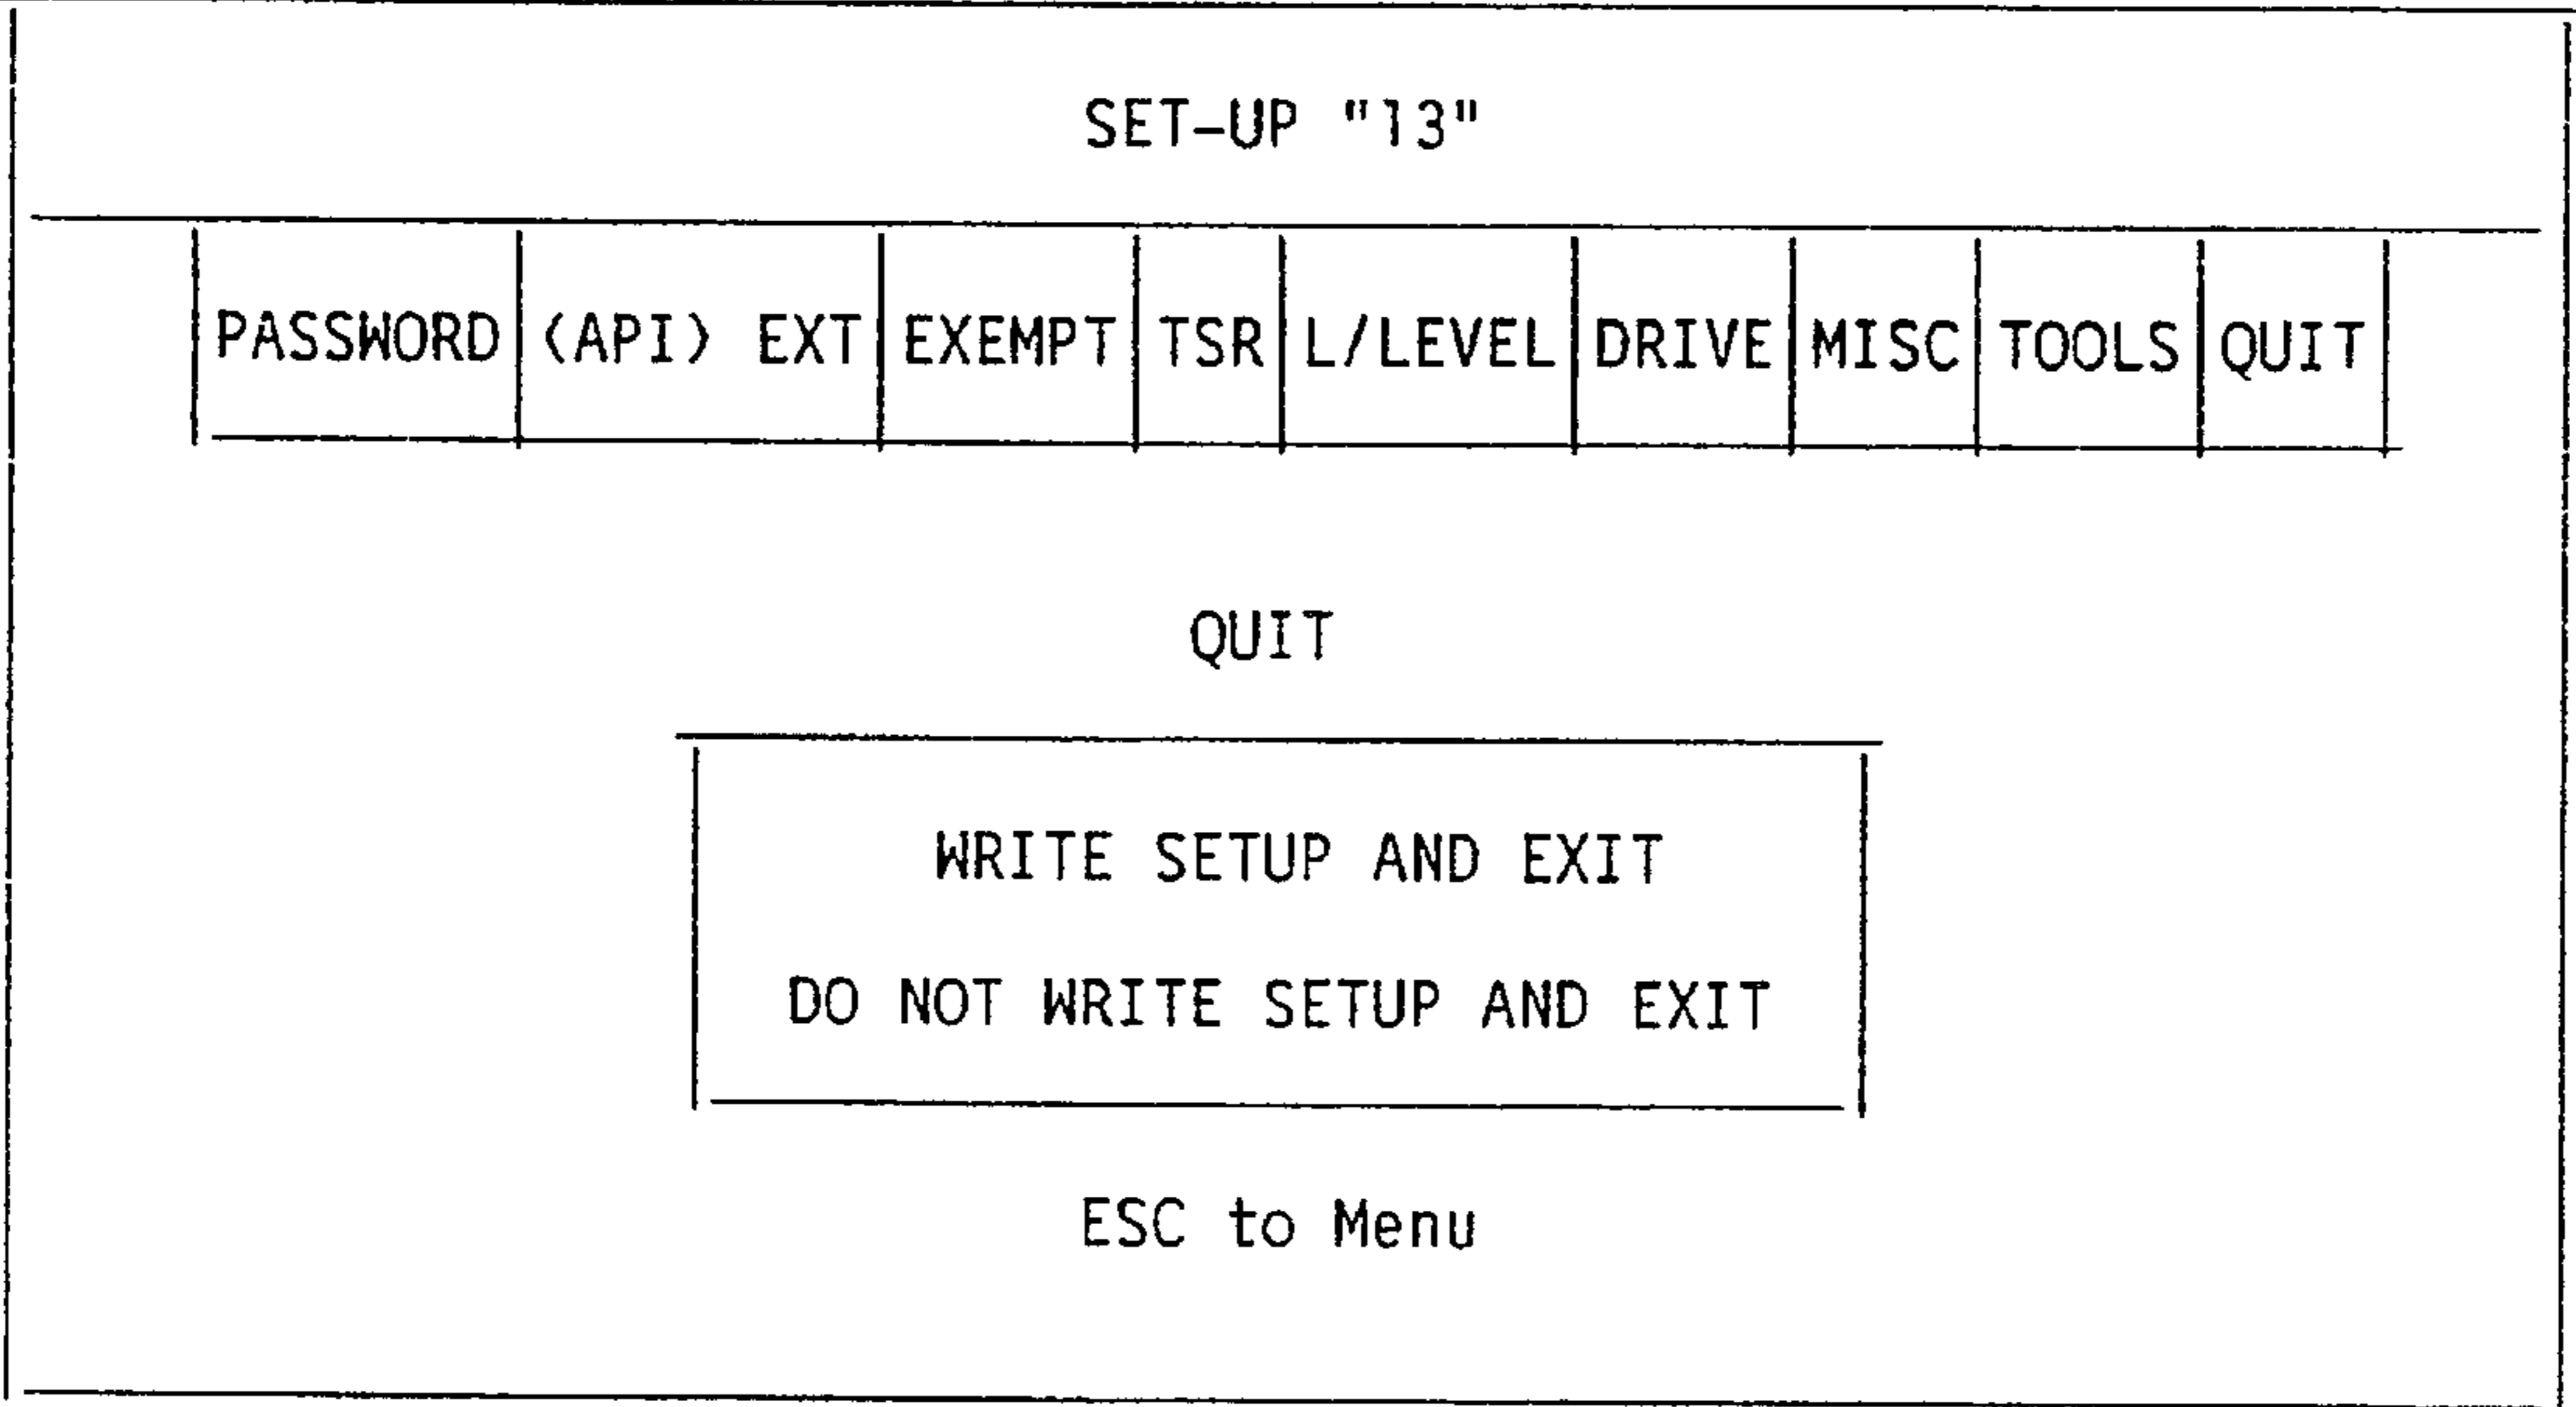 SET-UP "13"
PASSWORD (API) EXT EXEMPT TSR L/LEVEL DRIVE MISC TOOLS QUIT
QUIT
WRITE SETUP AND EXIT
DO NOT WRITE SETUP AND EXIT
ESC to Menu